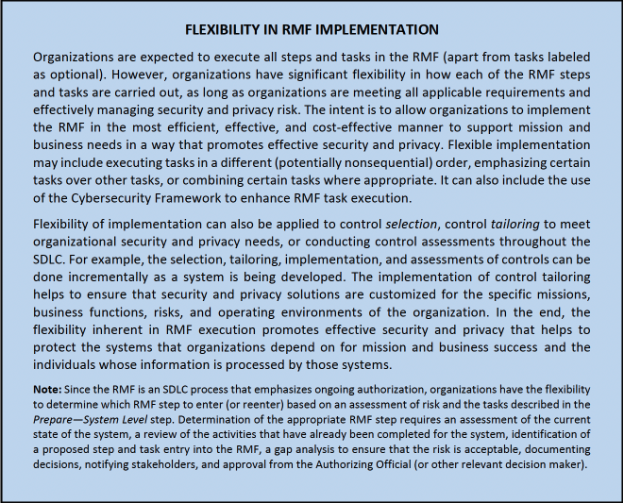 FLEXIBILITY IN RMF IMPLEMENTATION
Organizations are expected to execute all steps and tasks in the RMF (apart from tasks labeled
as optional). However, organizations have significant flexibility in how each of the RMF steps
and tasks are carried out, as long as organizations are meeting all applicable requirements and
effectively managing security and privacy risk. The intent is to allow organizations to implement
the RMF in the most efficient, effective, and cost-effective manner to support mission and
business needs in a way that promotes effective security and privacy. Flexible implementation
may include executing tasks in a different (potentially nonsequential) order, emphasizing certain
tasks over other tasks, or combining certain tasks where appropriate. It can also include the use
of the Cybersecurity Framework to enhance RMF task execution.
Flexibility of implementation can also be applied to control selection, control tailoring to meet
organizational security and privacy needs, or conducting control assessments throughout the
SDLC. For example, the selection, tailoring, implementation, and assessments of controls can be
done incrementally as a system is being developed. The implementation of control tailoring
helps to ensure that security and privacy solutions are customized for the specific missions,
business functions, risks, and operating environments of the organization. In the end, the
flexibility inherent in RMF execution promotes effective security and privacy that helps to
protect the systems that organizations depend on for mission and business success and the
individuals whose information is processed by those systems.
Note: Since the RMF is an SDLC process that emphasizes ongoing authorization, organizations have the flexibility
to determine which RMF step to enter (or reenter) based on an assessment of risk and the tasks described in the
Prepare—System Level step. Determination of the appropriate RMF step requires an assessment of the current
state of the system, a review of the activities that have already been completed for the system, identification of
a proposed step and task entry into the RMF, a gap analysis to ensure that the risk is acceptable, documenting
decisions, notifying stakeholders, and approval from the Authorizing Official (or other relevant decision maker).